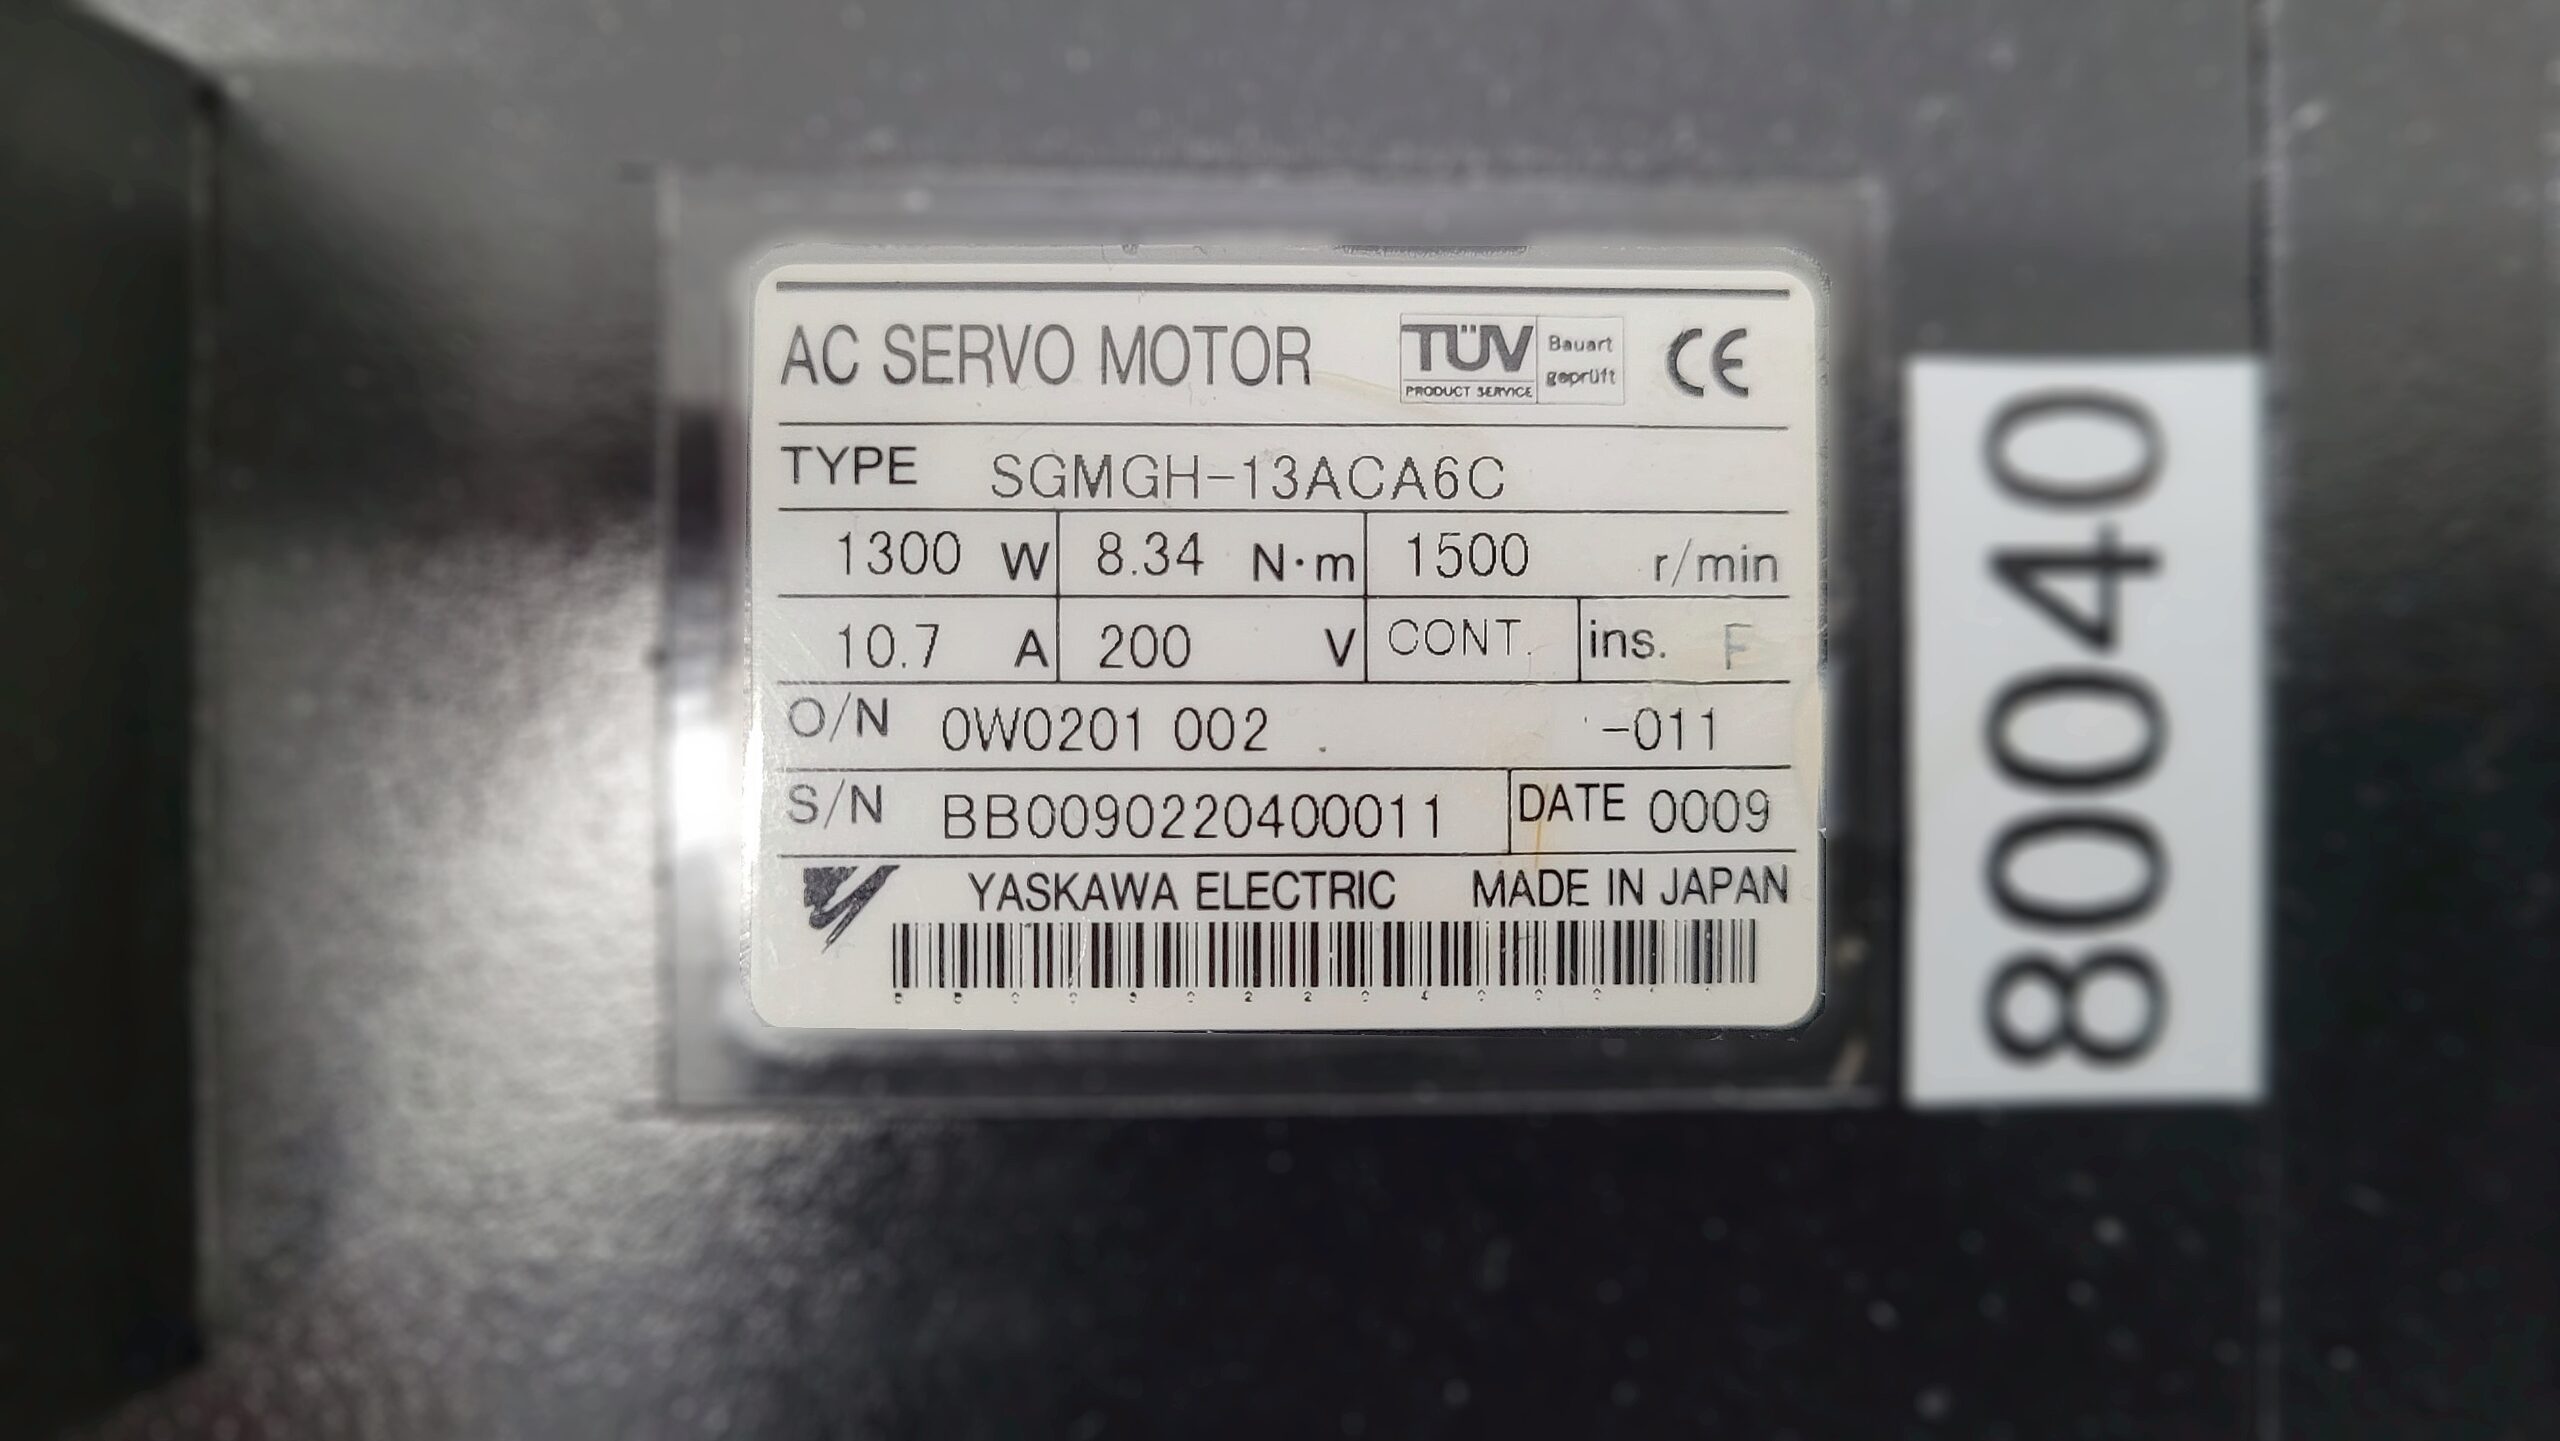 AC SERVO MOTOR TÜV PRODUCT SERVICE Bauart geprüft CE
TYPE SGMGH-13ACA6C
1300 W 8.34 N·m 1500 r/min
10.7 A 200 V CONT. ins. F
O/N 0W0201 002 -011
S/N BB0090220400011 DATE 0009
YASKAWA ELECTRIC MADE IN JAPAN
80040